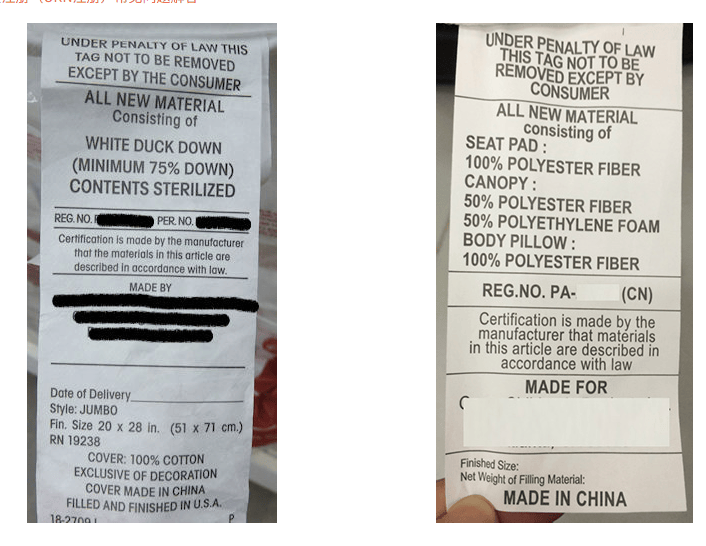 UNDER PENALTY OF LAW THIS
TAG NOT TO BE REMOVED
EXCEPT BY THE CONSUMER
ALL NEW MATERIAL
Consisting of
WHITE DUCK DOWN
(MINIMUM 75% DOWN)
CONTENTS STERILIZED
REG. NO. PER. NO.
Certification is made by the manufacturer
that the materials in this article are
described in accordance with law.
MADE BY
Date of Delivery
Style: JUMBO
Fin. Size 20 x 28 in. (51 x 71 cm.)
RN 19238
COVER: 100% COTTON
EXCLUSIVE OF DECORATION
COVER MADE IN CHINA
FILLED AND FINISHED IN U.S.A.
P
UNDER PENALTY OF LAW
THIS TAG NOT TO BE
REMOVED EXCEPT BY
CONSUMER
ALL NEW MATERIAL
consisting of
SEAT PAD :
100% POLYESTER FIBER
CANOPY :
50% POLYESTER FIBER
50% POLYETHYLENE FOAM
BODY PILLOW :
100% POLYESTER FIBER
REG.NO. PA- (CN)
Certification is made by the
manufacturer that materials
in this article are described in
accordance with law
MADE FOR
Finished Size:
Net Weight of Filling Material:
MADE IN CHINA